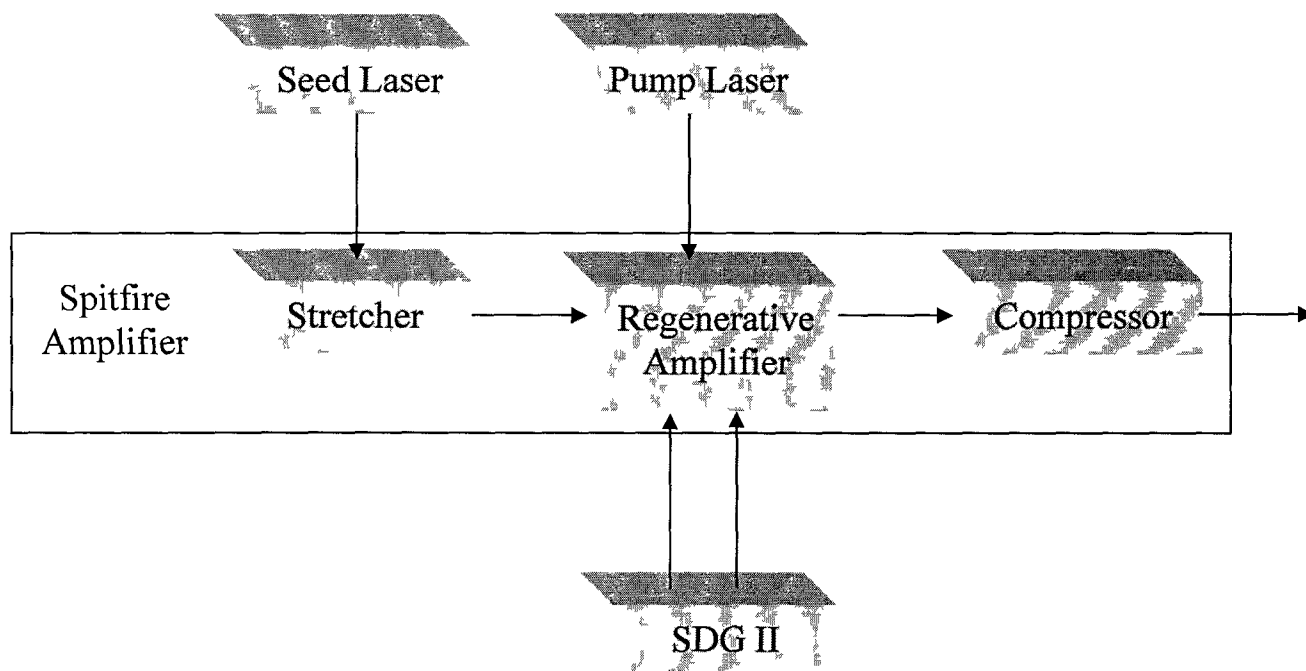 Seed Laser
Pump Laser
Spitfire
Amplifier
Stretcher
Regenerative
Amplifier
Compressor
SDG II